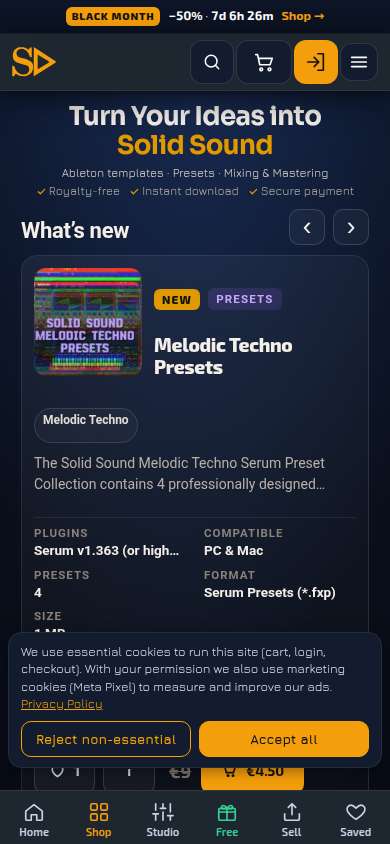 BLACK MONTH −50% · 7d 6h 26m Shop →
SD
Turn Your Ideas into
Solid Sound
Ableton templates · Presets · Mixing & Mastering
✓ Royalty-free ✓ Instant download ✓ Secure payment
What's new
‹ ›
NEW PRESETS
SOLID SOUND
MELODIC TECHNO
PRESETS
Melodic Techno
Presets
Melodic Techno
The Solid Sound Melodic Techno Serum Preset
Collection contains 4 professionally designed…
PLUGINS COMPATIBLE
Serum v1.363 (or high… PC & Mac
PRESETS FORMAT
4 Serum Presets (*.fxp)
SIZE
We use essential cookies to run this site (cart, login,
checkout). With your permission we also use marketing
cookies (Meta Pixel) to measure and improve our ads.
Privacy Policy
Reject non-essential Accept all
€9 €4.50
Home Shop Studio Free Sell Saved